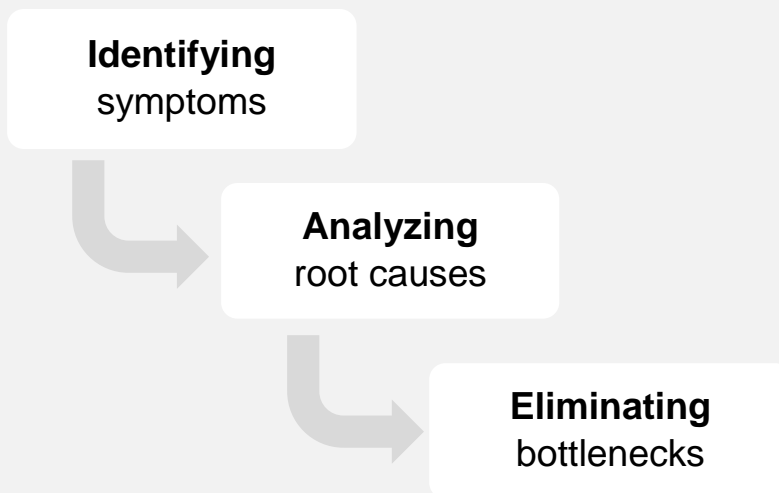 Identifying
symptoms
Analyzing
root causes
Eliminating
bottlenecks